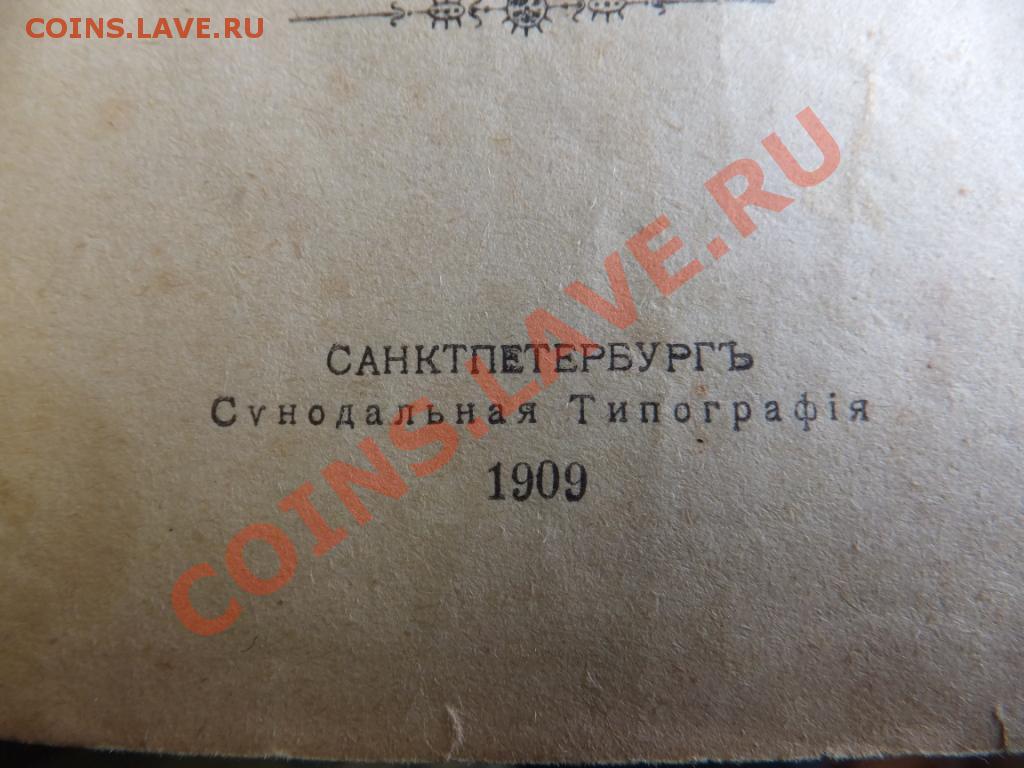 COINS.LAVE.RU
COINS.LAVE.RU
САНКТПЕТЕРБУРГЪ
Сѵнодальная Типографія
1909